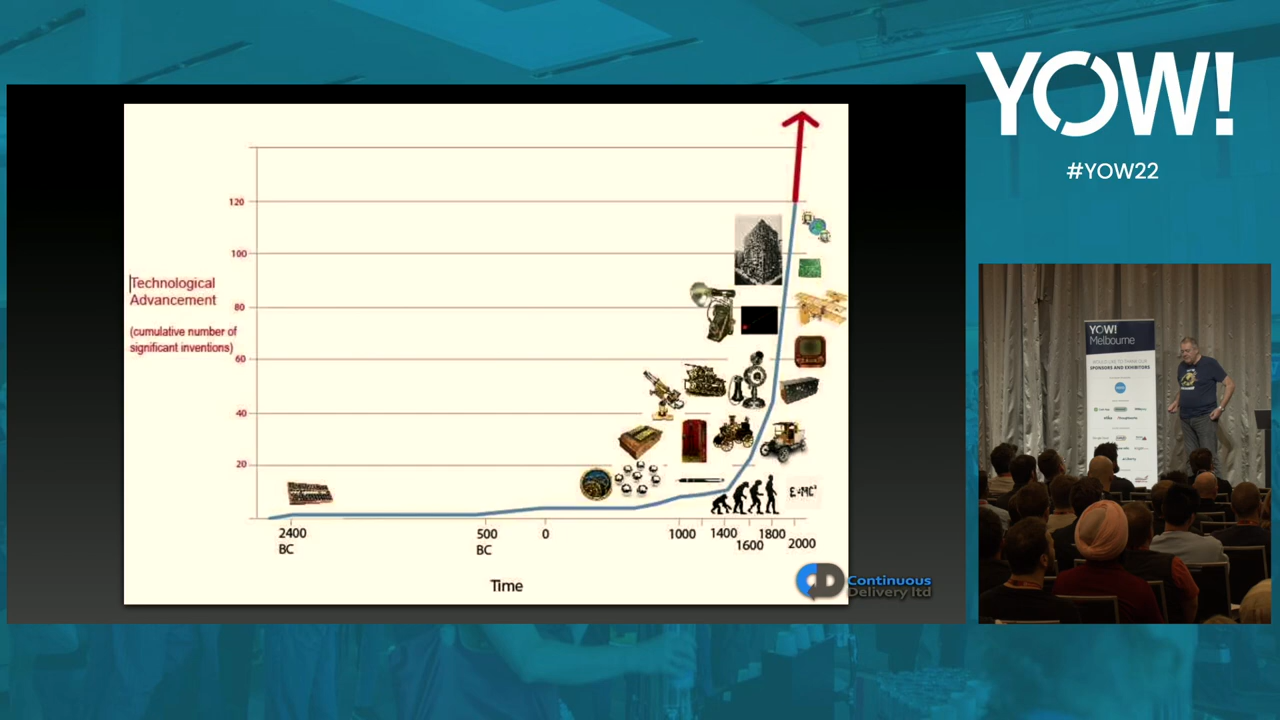 YOW!
#YOW22
Technological
Advancement
(cumulative number of
significant inventions)
120
100
80
60
40
20
E=MC²
2400
BC
500
BC
0
1000
1400
1600
1800
2000
Time
Continuous
Delivery ltd
YOW!
Melbourne
SPONSORS AND EXHIBITORS